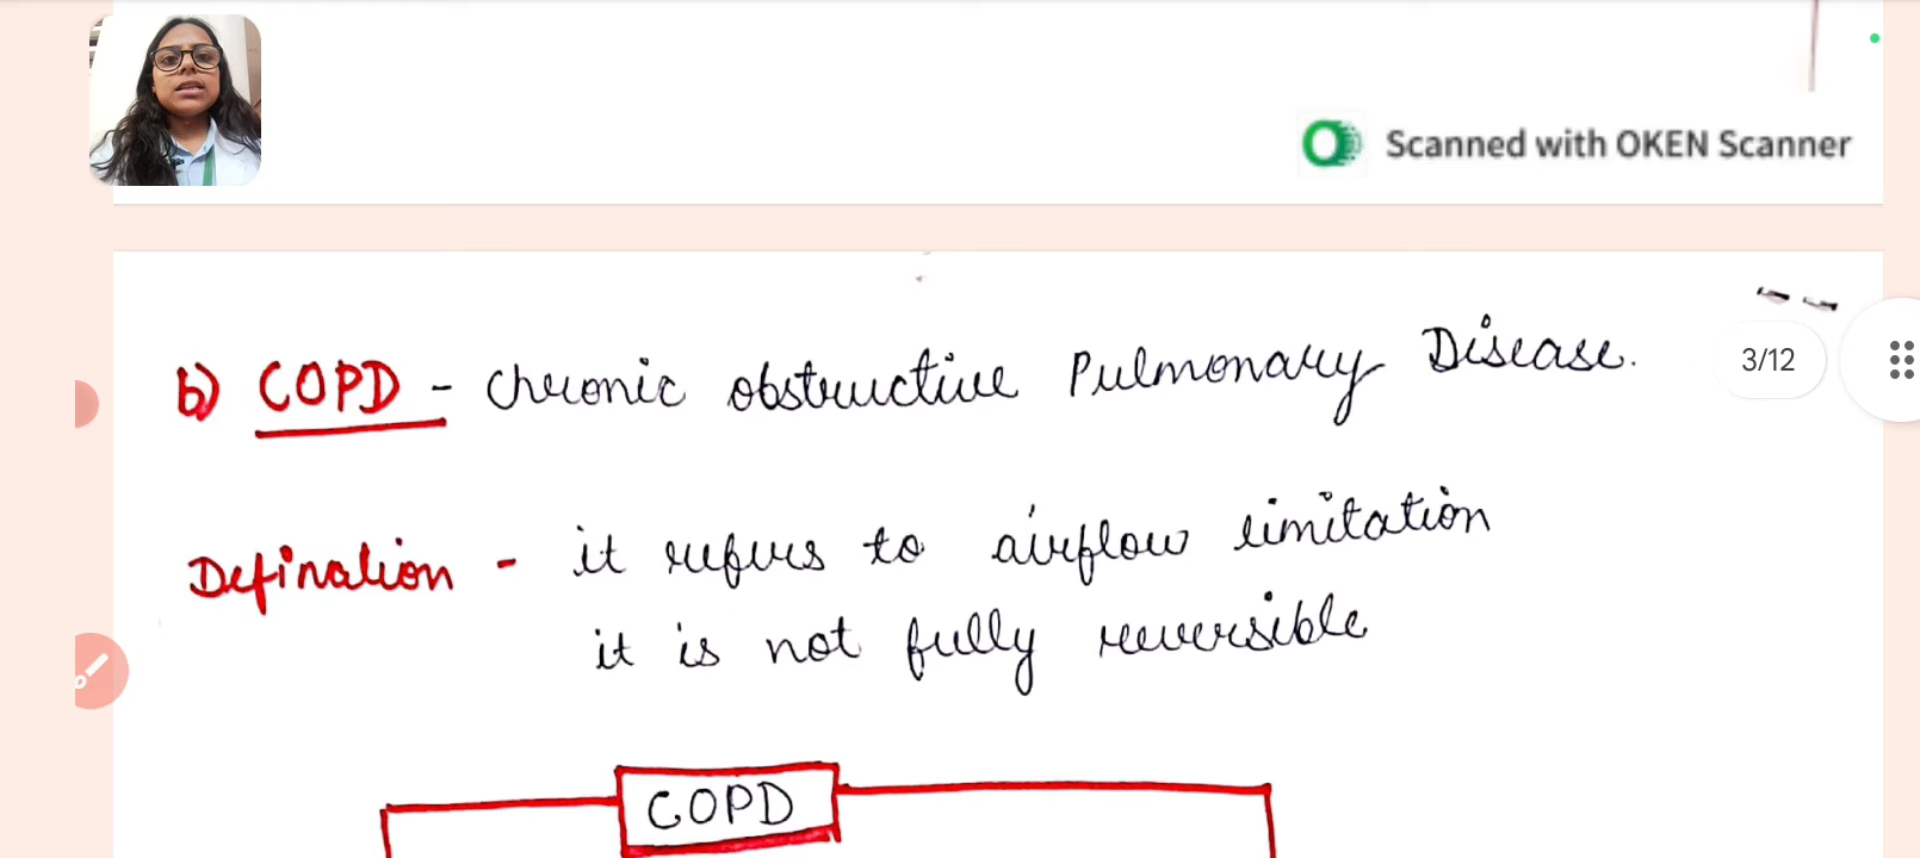 Scanned with OKEN Scanner
b) COPD - chronic obstructive Pulmonary Disease.
3/12
Defination - it refers to airflow limitation
it is not fully reversible
COPD